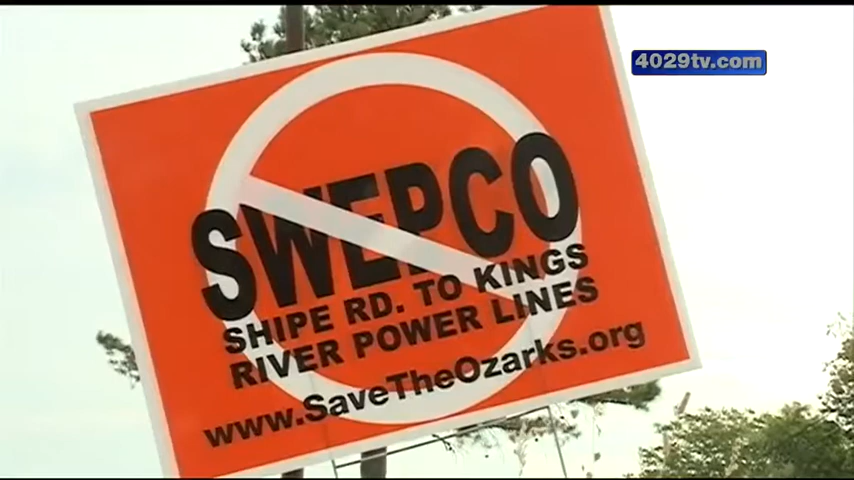 4029tv.com
SWEPCO
SHIPE RD. TO KINGS
RIVER POWER LINES
www.SaveTheOzarks.org